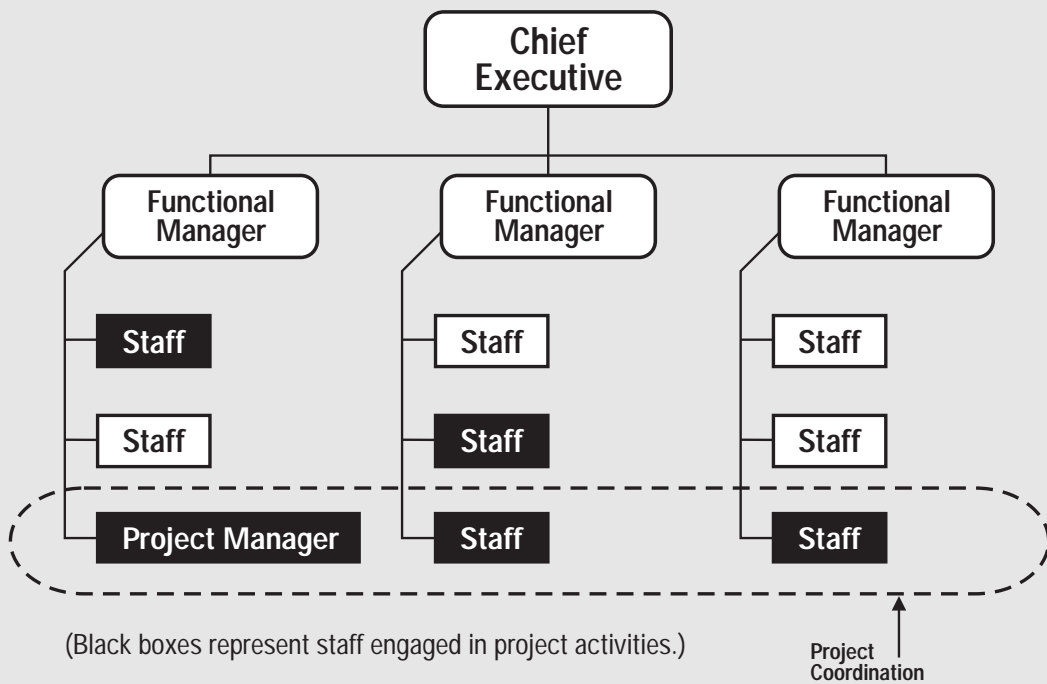 Chief
Executive
Functional
Manager
Functional
Manager
Functional
Manager
Staff
Staff
Staff
Staff
Staff
Staff
Project Manager
Staff
Staff
(Black boxes represent staff engaged in project activities.)
Project
Coordination